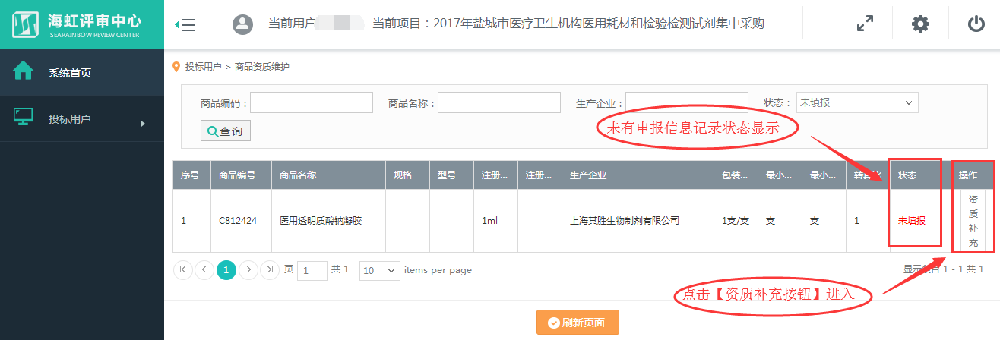 海虹评审中心
SEARAINBOW REVIEW CENTER
当前用户
当前项目：2017年盐城市医疗卫生机构医用耗材和检验检测试剂集中采购
系统首页
投标用户
投标用户 > 商品资质维护
商品编码：
商品名称：
生产企业：
状态：
未填报
查询
未有申报信息记录状态显示
序号 商品编号 商品名称 规格 型号 注册... 注册... 生产企业 包装... 最小... 最小... 状态 操作
1 C812424 医用透明质酸钠凝胶 1ml 上海其胜生物制剂有限公司 1支/支 支 支 1 未填报
资
质
补
充
1 页 1 共 1 10 items per page
1 - 1 共 1
点击【资质补充按钮】进入
刷新页面